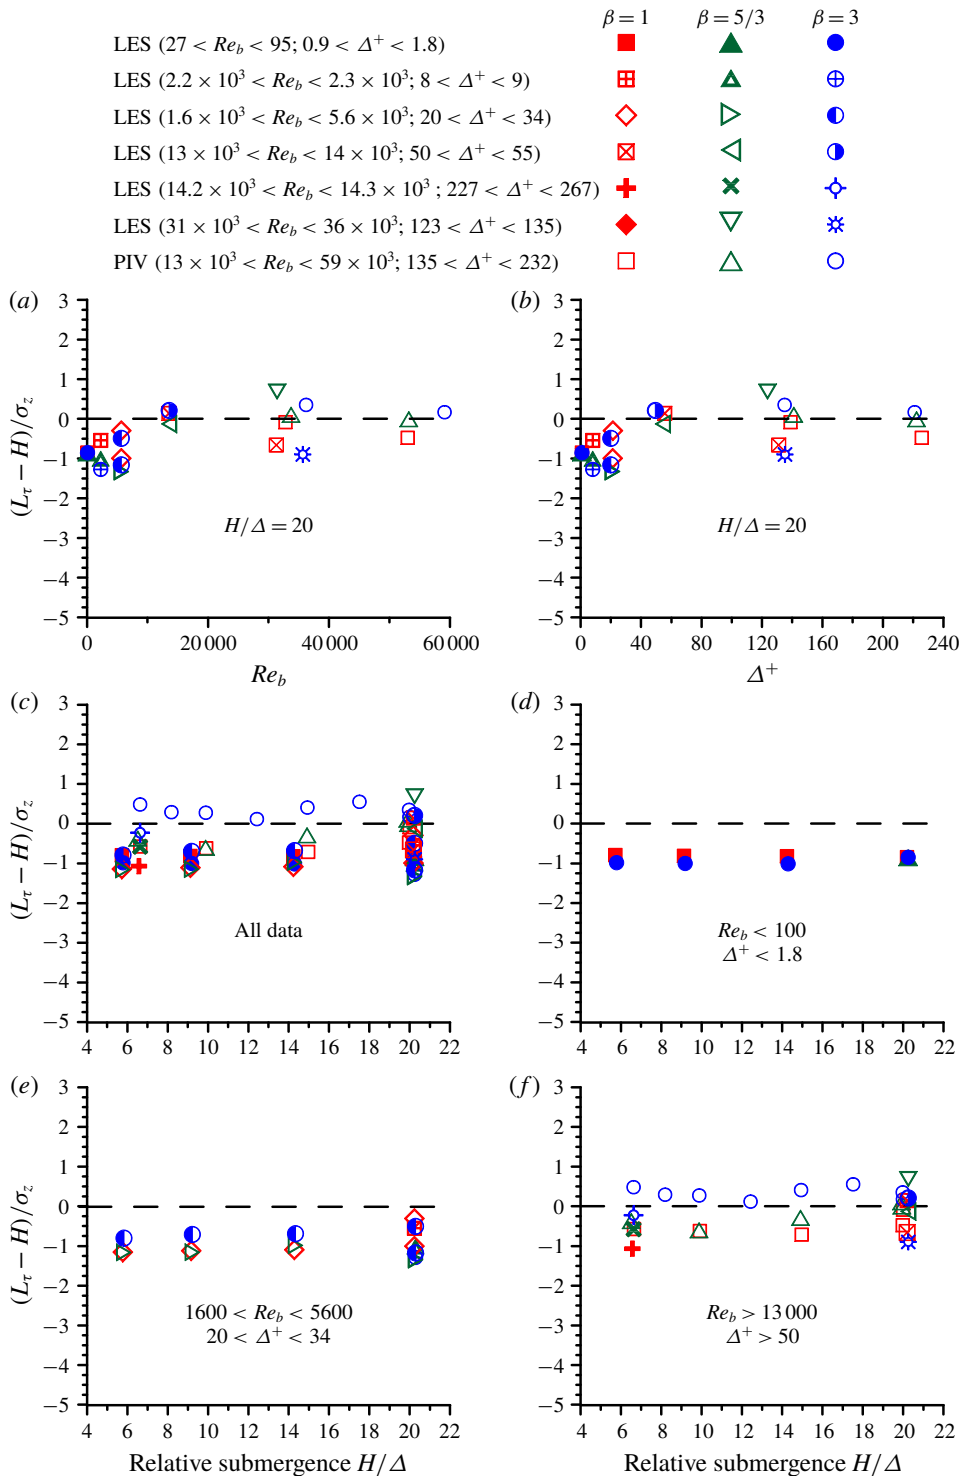 β = 1 β = 5/3 β = 3
LES (27 < Re_b < 95; 0.9 < Δ⁺ < 1.8)
LES (2.2 × 10³ < Re_b < 2.3 × 10³; 8 < Δ⁺ < 9)
LES (1.6 × 10³ < Re_b < 5.6 × 10³; 20 < Δ⁺ < 34)
LES (13 × 10³ < Re_b < 14 × 10³; 50 < Δ⁺ < 55)
LES (14.2 × 10³ < Re_b < 14.3 × 10³ ; 227 < Δ⁺ < 267)
LES (31 × 10³ < Re_b < 36 × 10³; 123 < Δ⁺ < 135)
PIV (13 × 10³ < Re_b < 59 × 10³; 135 < Δ⁺ < 232)
(a)
(L_τ − H)/σ_z
3
2
1
0
−1
−2
−3
−4
−5
H/Δ = 20
0 20 000 40 000 60 000
Re_b
(b)
3
2
1
0
−1
−2
−3
−4
−5
H/Δ = 20
0 40 80 120 160 200 240
Δ⁺
(c)
(L_τ − H)/σ_z
3
2
1
0
−1
−2
−3
−4
−5
All data
4 6 8 10 12 14 16 18 20 22
(d)
3
2
1
0
−1
−2
−3
−4
−5
Re_b < 100
Δ⁺ < 1.8
4 6 8 10 12 14 16 18 20 22
(e)
(L_τ − H)/σ_z
3
2
1
0
−1
−2
−3
−4
−5
1600 < Re_b < 5600
20 < Δ⁺ < 34
4 6 8 10 12 14 16 18 20 22
Relative submergence H/Δ
(f)
3
2
1
0
−1
−2
−3
−4
−5
Re_b > 13 000
Δ⁺ > 50
4 6 8 10 12 14 16 18 20 22
Relative submergence H/Δ